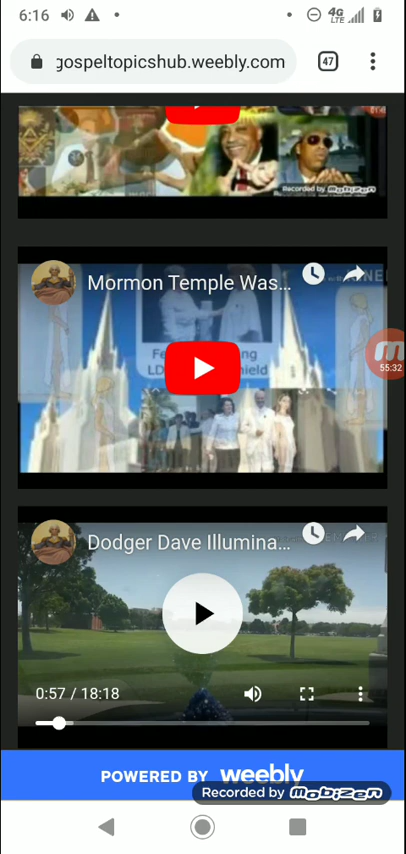 6:16
4G
LTE
gospeltopicshub.weebly.com
47
Recorded by Mobizen
Mormon Temple Was...
55:32
Dodger Dave Illumina...
0:57 / 18:18
POWERED BY weebly
Recorded by Mobizen